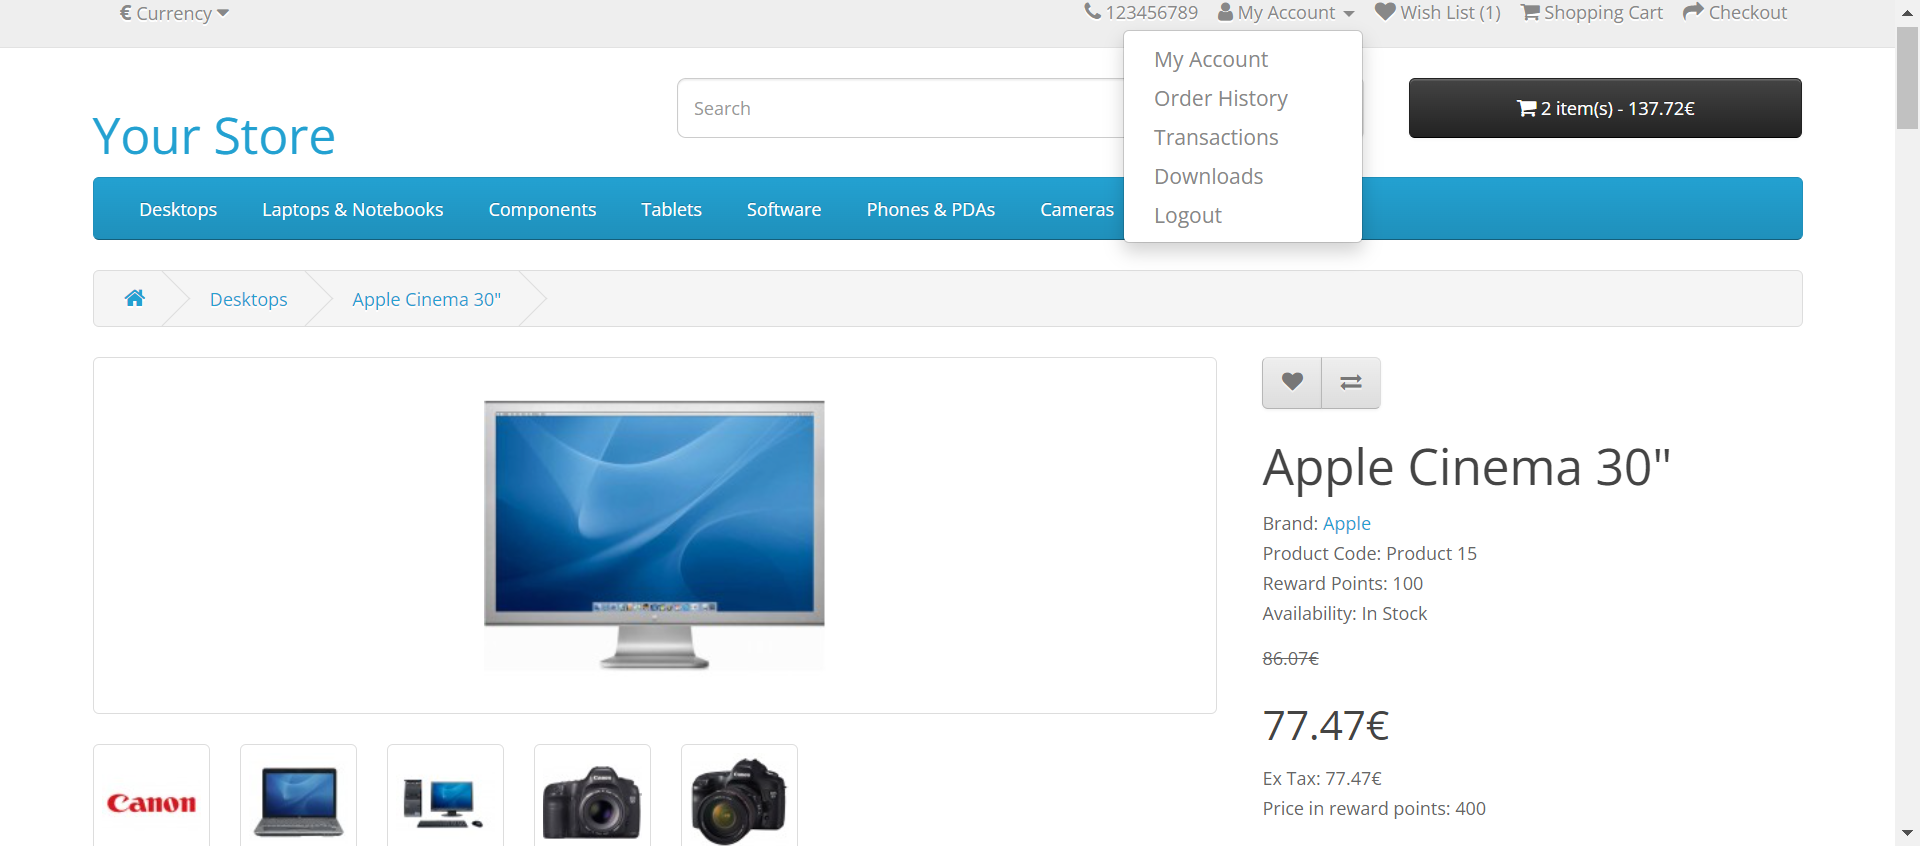 € Currency
123456789
My Account
Wish List (1)
Shopping Cart
Checkout
My Account
Order History
Transactions
Downloads
Logout
Your Store
Search
2 item(s) - 137.72€
Desktops
Laptops & Notebooks
Components
Tablets
Software
Phones & PDAs
Cameras
Desktops
Apple Cinema 30"
Apple Cinema 30"
Brand: Apple
Product Code: Product 15
Reward Points: 100
Availability: In Stock
86.07€
77.47€
Ex Tax: 77.47€
Price in reward points: 400
Canon
Canon
Canon